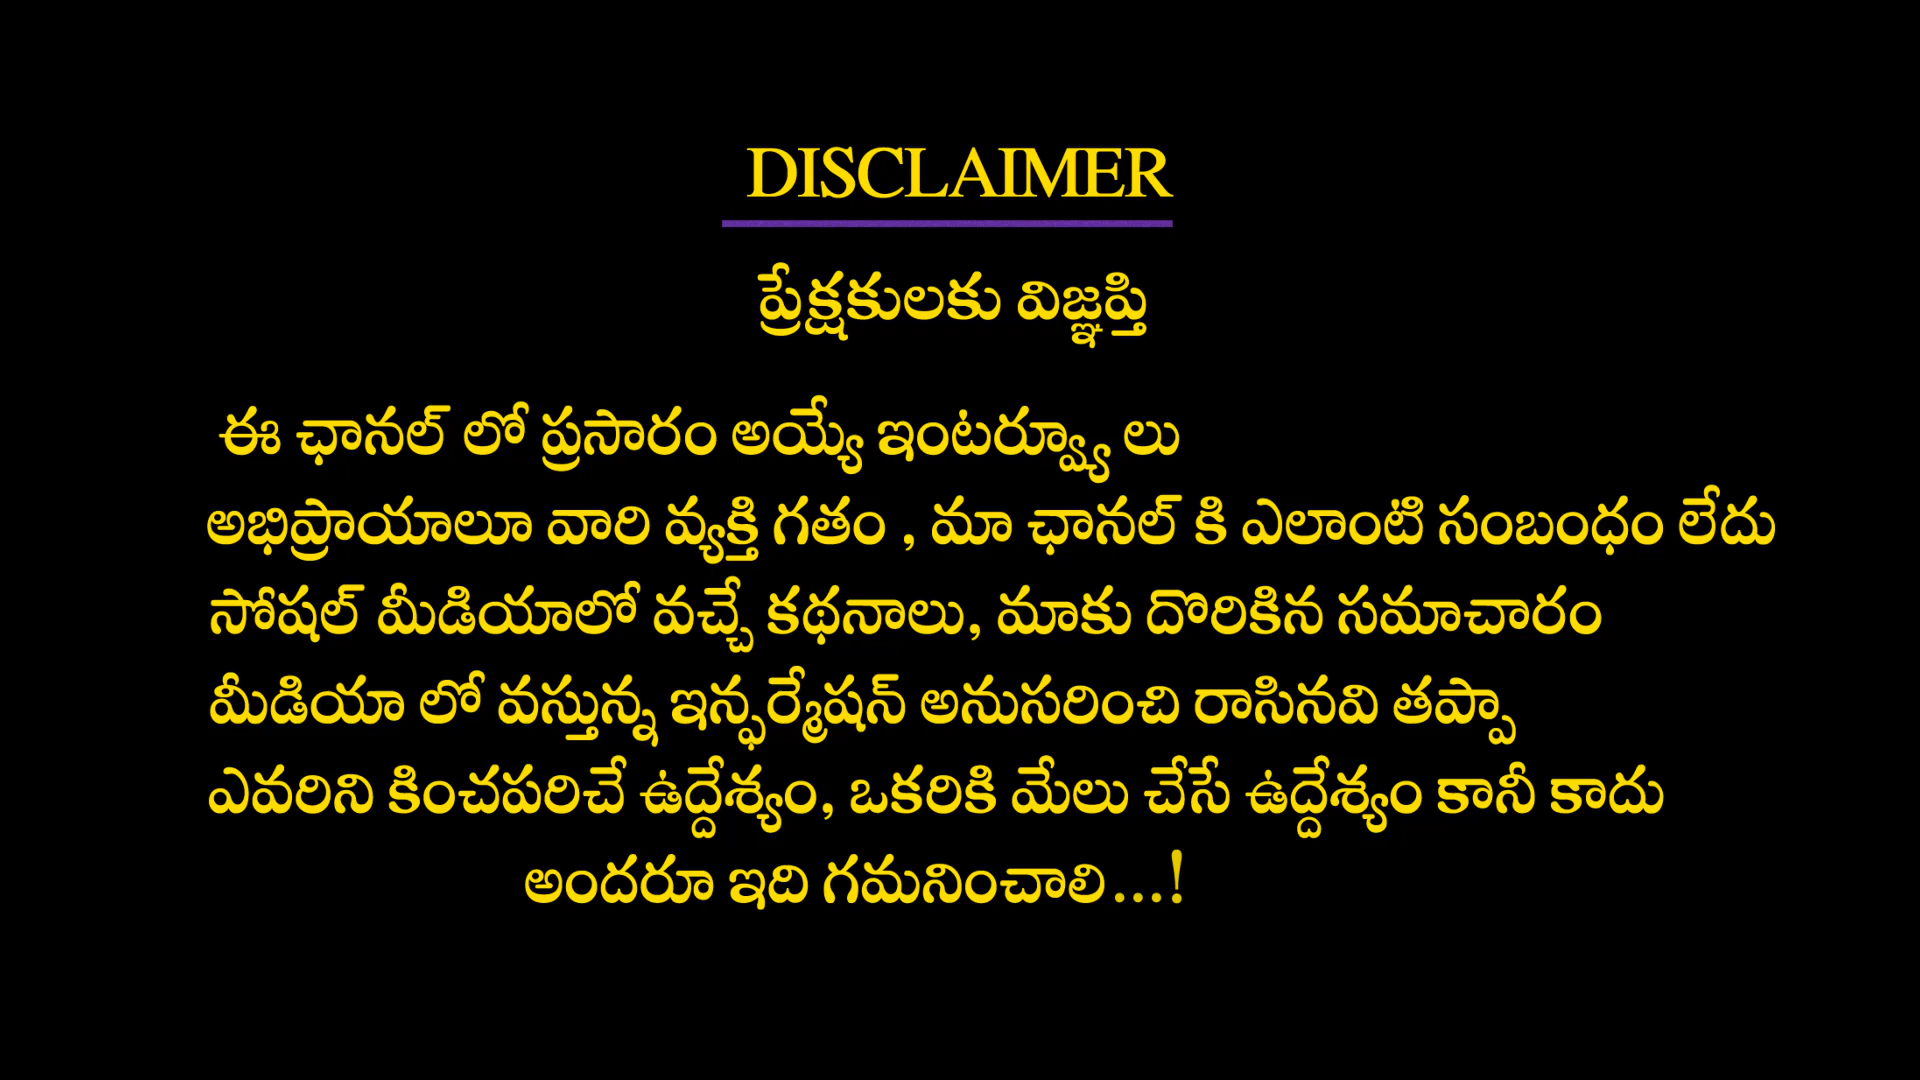 DISCLAIMER
ప్రేక్షకులకు విజ్ఞప్తి
ఈ ఛానల్ లో ప్రసారం అయ్యే ఇంటర్వ్యూ లు
అభిప్రాయాలూ వారి వ్యక్తి గతం , మా ఛానల్ కి ఎలాంటి సంబంధం లేదు
సోషల్ మీడియాలో వచ్చే కథనాలు, మాకు దొరికిన సమాచారం
మీడియా లో వస్తున్న ఇన్ఫర్మేషన్ అనుసరించి రాసినవి తప్పా
ఎవరిని కించపరిచే ఉద్దేశ్యం, ఒకరికి మేలు చేసే ఉద్దేశ్యం కానీ కాదు
అందరూ ఇది గమనించాలి...!